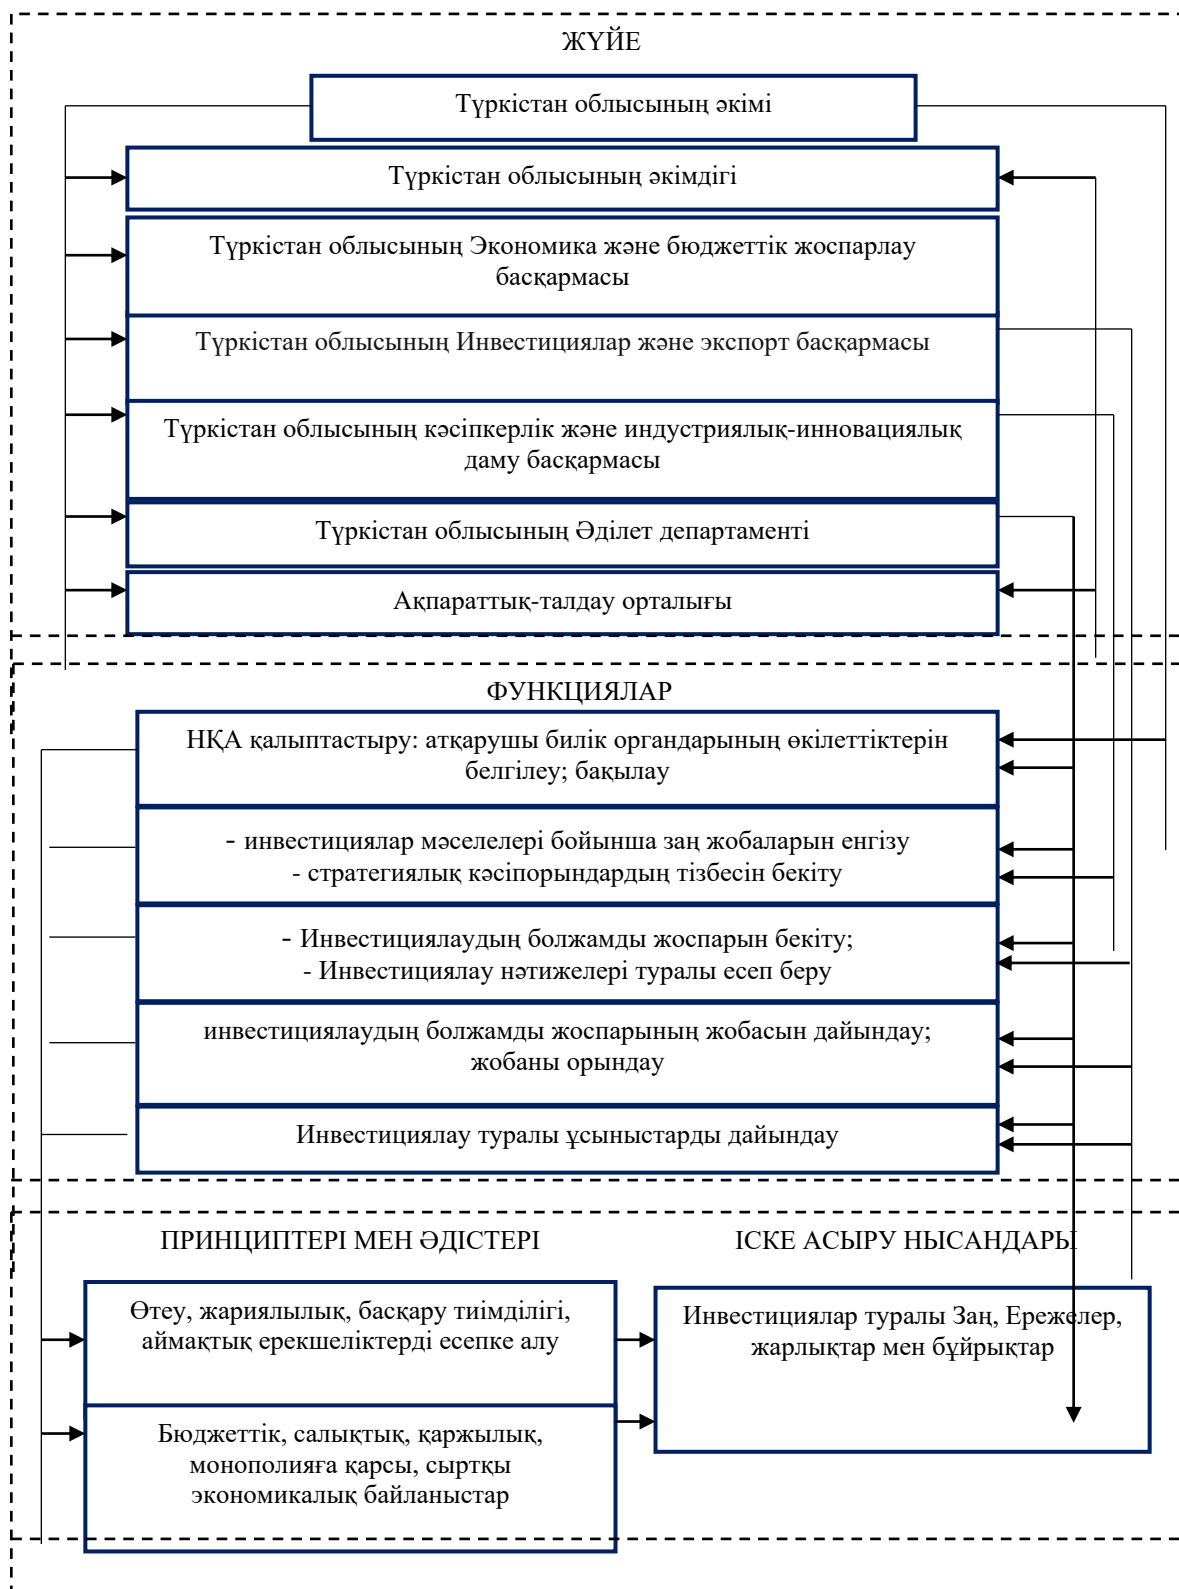 ЖҮЙЕ
Түркістан облысының әкімі
Түркістан облысының әкімдігі
Түркістан облысының Экономика және бюджеттік жоспарлау
басқармасы
Түркістан облысының Инвестициялар және экспорт басқармасы
Түркістан облысының кәсіпкерлік және индустриялық-инновациялық
даму басқармасы
Түркістан облысының Әділет департаменті
Ақпараттық-талдау орталығы
ФУНКЦИЯЛАР
НҚА қалыптастыру: атқарушы билік органдарының өкілеттіктерін
белгілеу; бақылау
- инвестициялар мәселелері бойынша заң жобаларын енгізу
- стратегиялық кәсіпорындардың тізбесін бекіту
- Инвестициялаудың болжамды жоспарын бекіту;
- Инвестициялау нәтижелері туралы есеп беру
инвестициялаудың болжамды жоспарының жобасын дайындау;
жобаны орындау
Инвестициялау туралы ұсыныстарды дайындау
ПРИНЦИПТЕРІ МЕН ӘДІСТЕРІ
Өтеу, жариялылық, басқару тиімділігі,
аймақтық ерекшеліктерді есепке алу
Бюджеттік, салықтық, қаржылық,
монополияға қарсы, сыртқы
экономикалық байланыстар
ІСКЕ АСЫРУ НЫСАНДАРЫ
Инвестициялар туралы Заң, Ережелер,
жарлықтар мен бұйрықтар